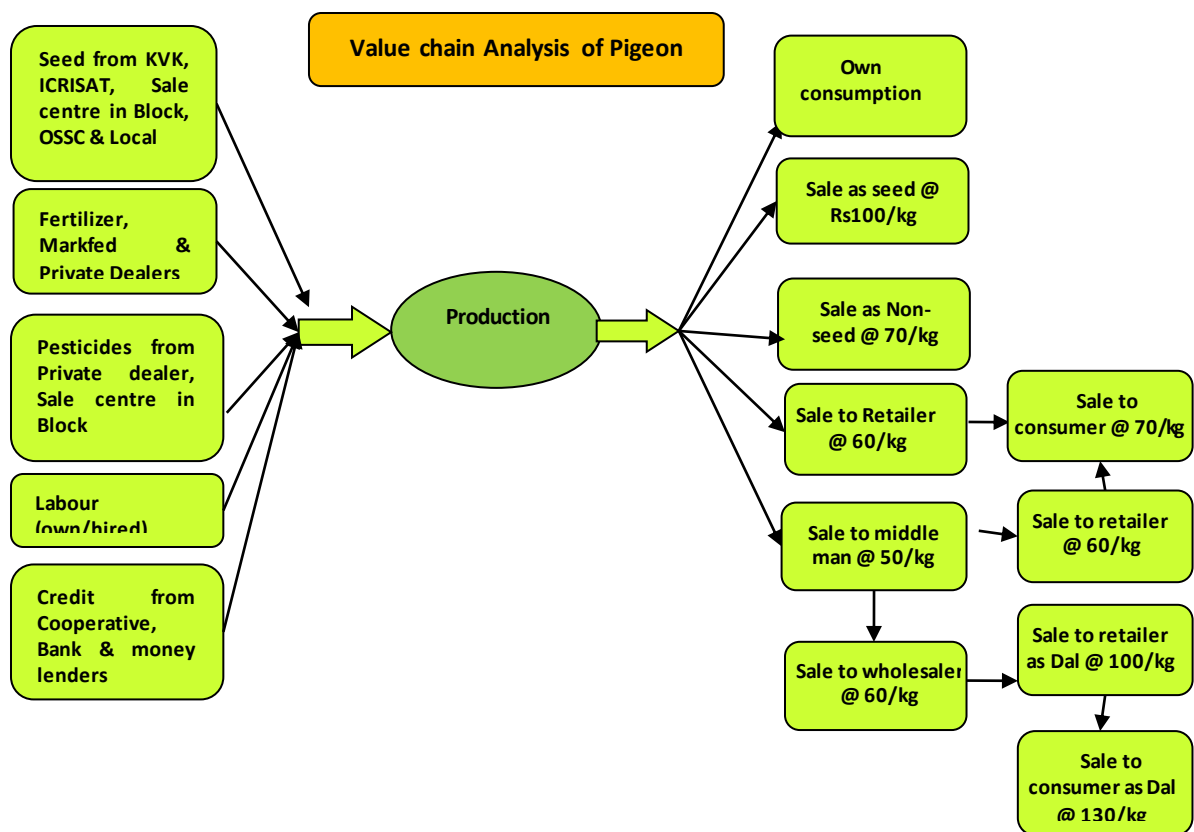 Value chain Analysis of Pigeon
Seed from KVK,
ICRISAT, Sale
centre in Block,
OSSC & Local
Fertilizer,
Markfed &
Private Dealers
Pesticides from
Private dealer,
Sale centre in
Block
Labour
(own/hired)
Credit from
Cooperative,
Bank & money
lenders
Production
Own
consumption
Sale as seed @
Rs100/kg
Sale as Non-
seed @ 70/kg
Sale to Retailer
@ 60/kg
Sale to
consumer @ 70/kg
Sale to middle
man @ 50/kg
Sale to retailer
@ 60/kg
Sale to wholesaler
@ 60/kg
Sale to retailer
as Dal @ 100/kg
Sale to
consumer as Dal
@ 130/kg